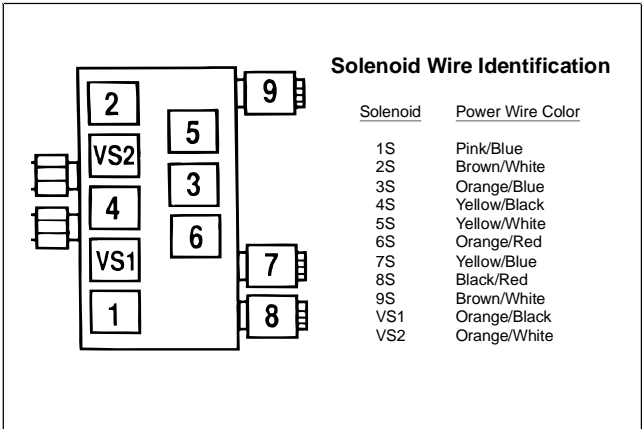 Solenoid Wire Identification
Solenoid Power Wire Color
1S Pink/Blue
2S Brown/White
3S Orange/Blue
4S Yellow/Black
5S Yellow/White
6S Orange/Red
7S Yellow/Blue
8S Black/Red
9S Brown/White
VS1 Orange/Black
VS2 Orange/White
2
VS2
4
VS1
1
5
3
6
9
7
8